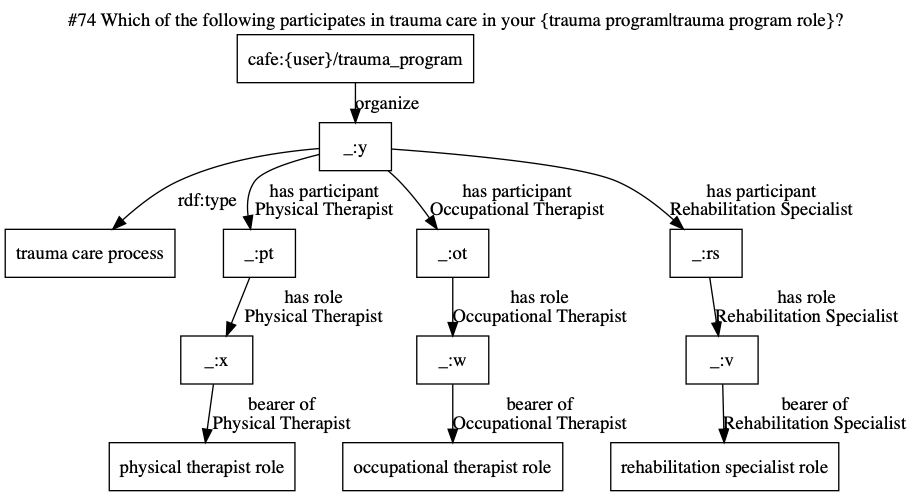 #74 Which of the following participates in trauma care in your {trauma program|trauma program role}?
cafe:{user}/trauma_program
organize
_:y
rdf:type
has participant
Physical Therapist
has participant
Occupational Therapist
has participant
Rehabilitation Specialist
trauma care process
_:pt
_:ot
_:rs
has role
Physical Therapist
has role
Occupational Therapist
has role
Rehabilitation Specialist
_:x
_:w
_:v
bearer of
Physical Therapist
bearer of
Occupational Therapist
bearer of
Rehabilitation Specialist
physical therapist role
occupational therapist role
rehabilitation specialist role